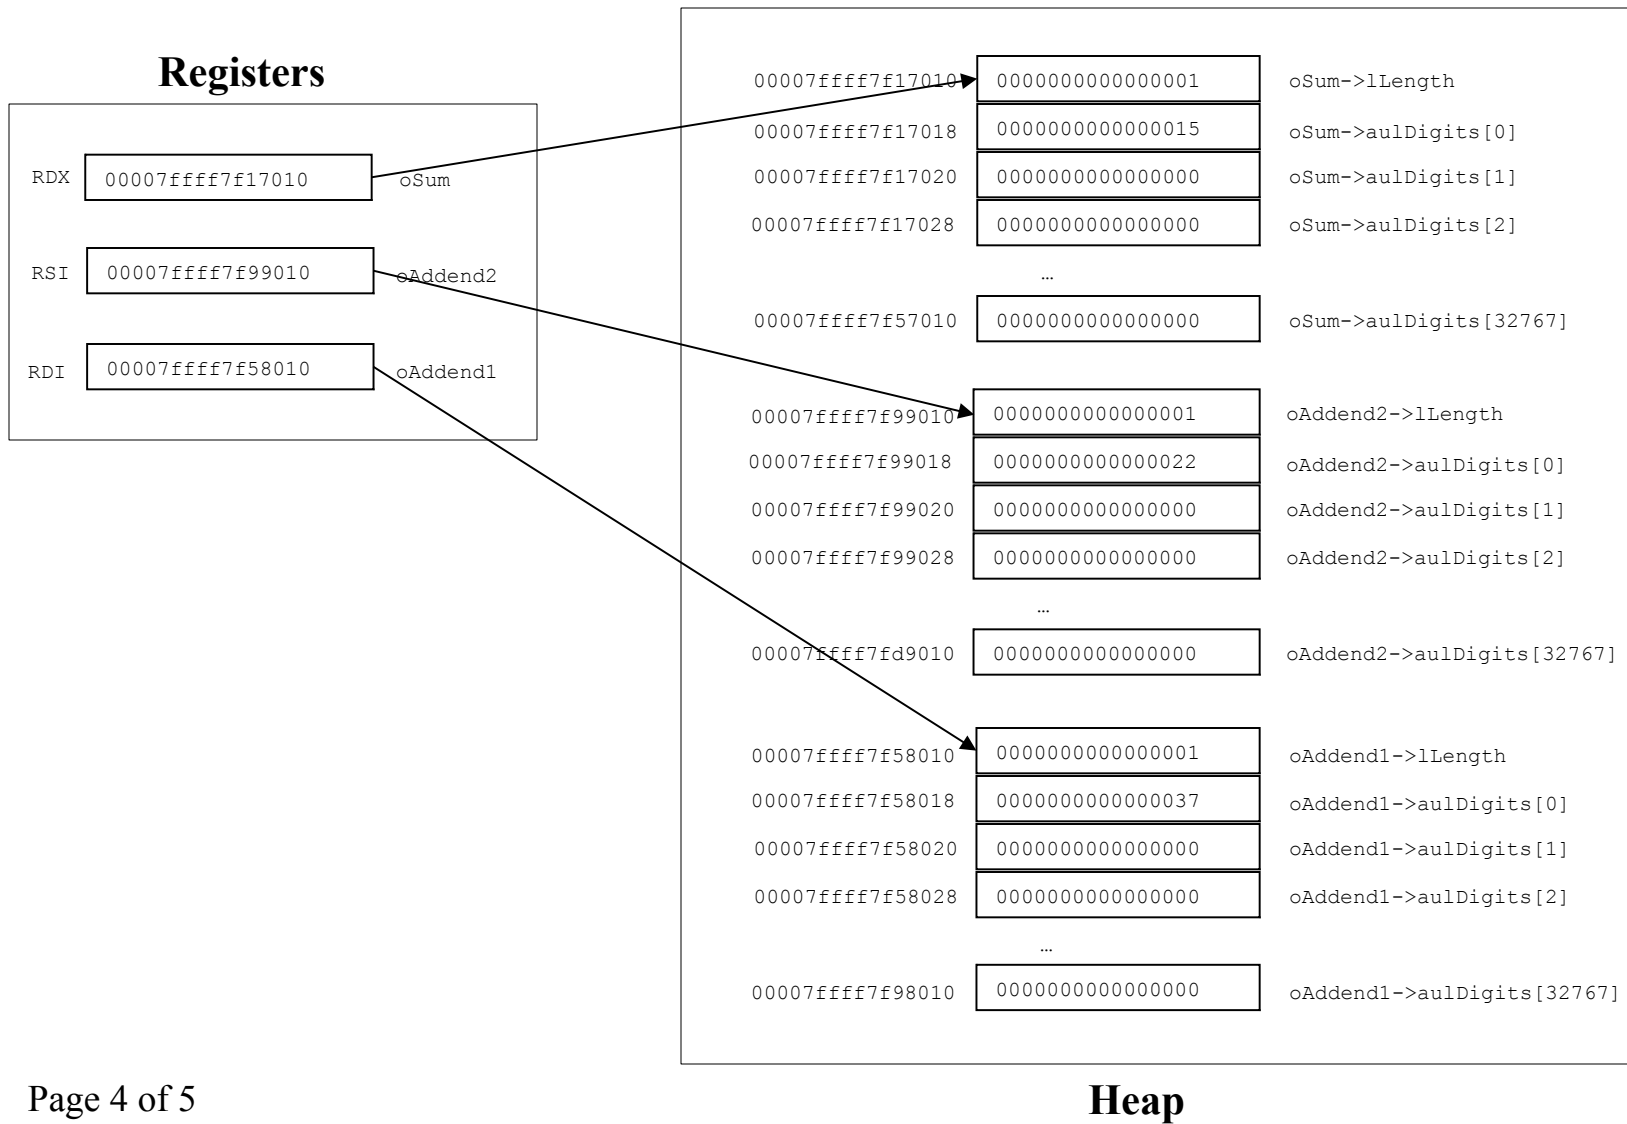 Registers
RDX 00007ffff7f17010 oSum
RSI 00007ffff7f99010 oAddend2
RDI 00007ffff7f58010 oAddend1
00007ffff7f17010 0000000000000001 oSum->lLength
00007ffff7f17018 0000000000000015 oSum->aulDigits[0]
00007ffff7f17020 0000000000000000 oSum->aulDigits[1]
00007ffff7f17028 0000000000000000 oSum->aulDigits[2]
…
00007ffff7f57010 0000000000000000 oSum->aulDigits[32767]
00007ffff7f99010 0000000000000001 oAddend2->lLength
00007ffff7f99018 0000000000000022 oAddend2->aulDigits[0]
00007ffff7f99020 0000000000000000 oAddend2->aulDigits[1]
00007ffff7f99028 0000000000000000 oAddend2->aulDigits[2]
…
00007ffff7fd9010 0000000000000000 oAddend2->aulDigits[32767]
00007ffff7f58010 0000000000000001 oAddend1->lLength
00007ffff7f58018 0000000000000037 oAddend1->aulDigits[0]
00007ffff7f58020 0000000000000000 oAddend1->aulDigits[1]
00007ffff7f58028 0000000000000000 oAddend1->aulDigits[2]
…
00007ffff7f98010 0000000000000000 oAddend1->aulDigits[32767]
Page 4 of 5
Heap